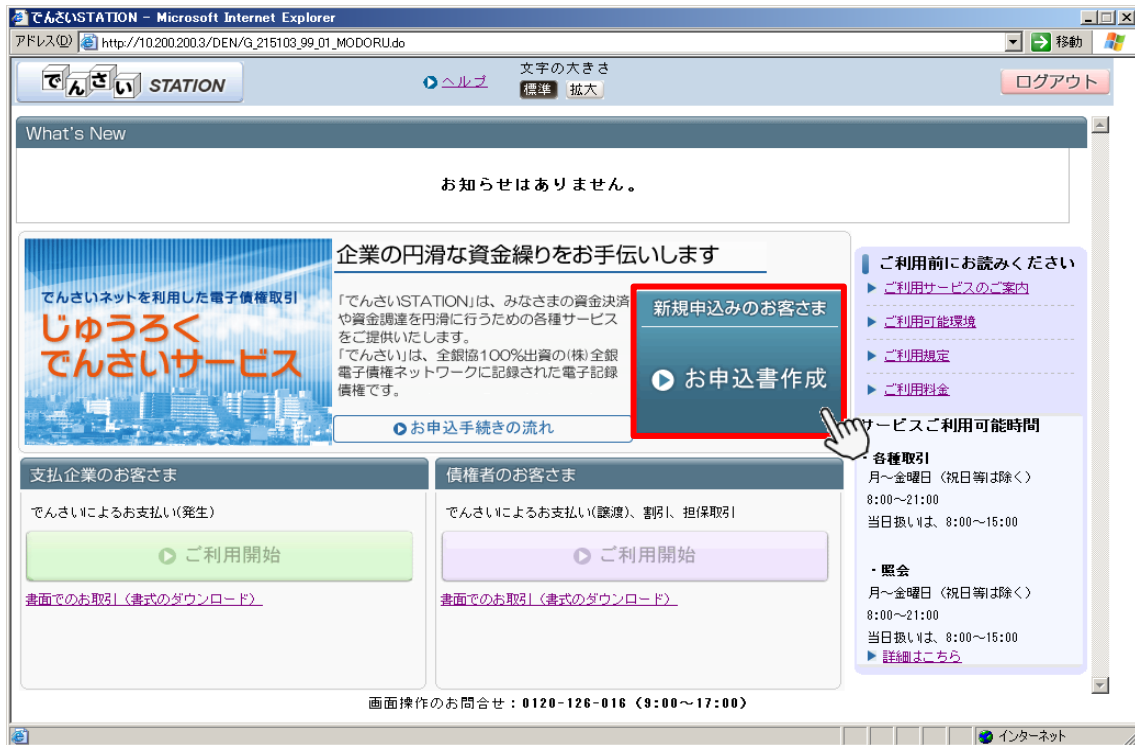 でんさいSTATION - Microsoft Internet Explorer
アドレス(D) http://10.200.200.3/DEN/G_215103_99_01_MODORU.do 移動
でんさい STATION
ヘルプ
文字の大きさ
標準 拡大
ログアウト
What's New
お知らせはありません。
でんさいネットを利用した電子債権取引
じゅうろく
でんさいサービス
企業の円滑な資金繰りをお手伝いします
「でんさいSTATION」は、みなさまの資金決済
や資金調達を円滑に行うための各種サービス
をご提供いたします。
「でんさい」は、全銀協100%出資の(株)全銀
電子債権ネットワークに記録された電子記録
債権です。
お申込手続きの流れ
新規申込みのお客さま
お申込書作成
ご利用前にお読みください
ご利用サービスのご案内
ご利用可能環境
ご利用規定
ご利用料金
サービスご利用可能時間
・各種取引
月～金曜日（祝日等は除く）
8:00～21:00
当日扱いは、8:00～15:00
・照会
月～金曜日（祝日等は除く）
8:00～21:00
当日扱いは、8:00～15:00
詳細はこちら
支払企業のお客さま
でんさいによるお支払い(発生)
ご利用開始
書面でのお取引（書式のダウンロード）
債権者のお客さま
でんさいによるお支払い(譲渡)、割引、担保取引
ご利用開始
書面でのお取引（書式のダウンロード）
画面操作のお問合せ：0120-126-016（9:00～17:00）
インターネット